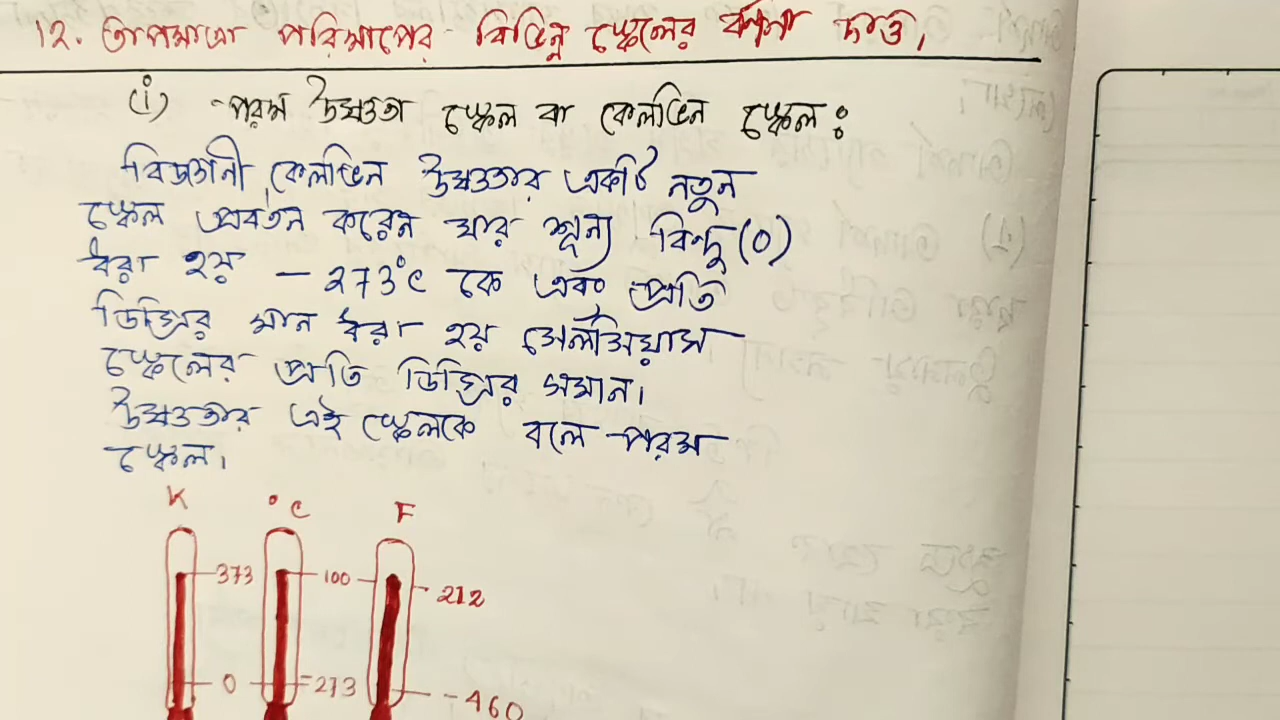 ১২. তাপমাত্রা পরিমাপের বিভিন্ন স্কেলের বর্ণনা দাও।
(i) পরম উষ্ণতা স্কেল বা কেলভিন স্কেল:
বিজ্ঞানী কেলভিন উষ্ণতার একটি নতুন
স্কেল প্রবর্তন করেন যার শূন্য বিন্দু (0)
ধরা হয় -273°C কে এবং প্রতি
ডিগ্রির মান ধরা হয় সেলসিয়াস
স্কেলের প্রতি ডিগ্রির সমান।
উষ্ণতার এই স্কেলকে বলে পরম
স্কেল।
K °C F
373 100 212
0 -273 -460